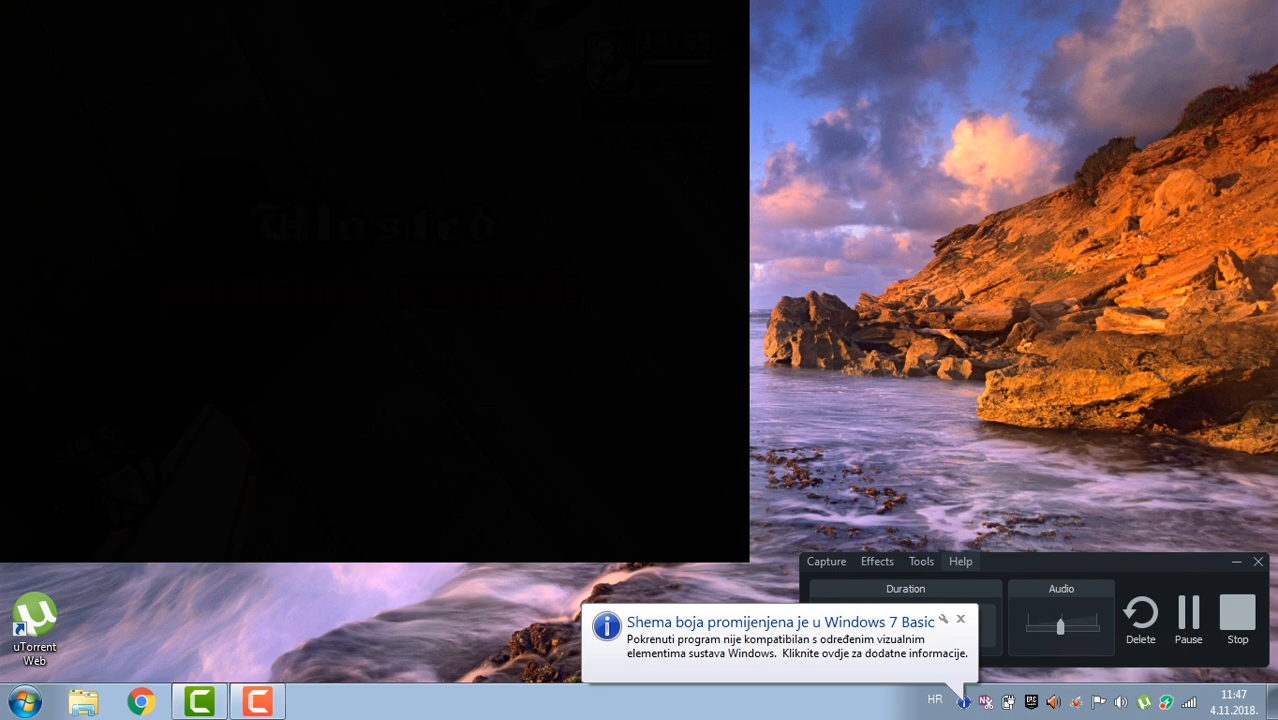 Wasted
Capture Effects Tools Help
Duration
Audio
Delete
Pause
Stop
Shema boja promijenjena je u Windows 7 Basic
Pokrenuti program nije kompatibilan s određenim vizualnim
elementima sustava Windows. Kliknite ovdje za dodatne informacije.
uTorrent
Web
HR
11:47
4.11.2018.